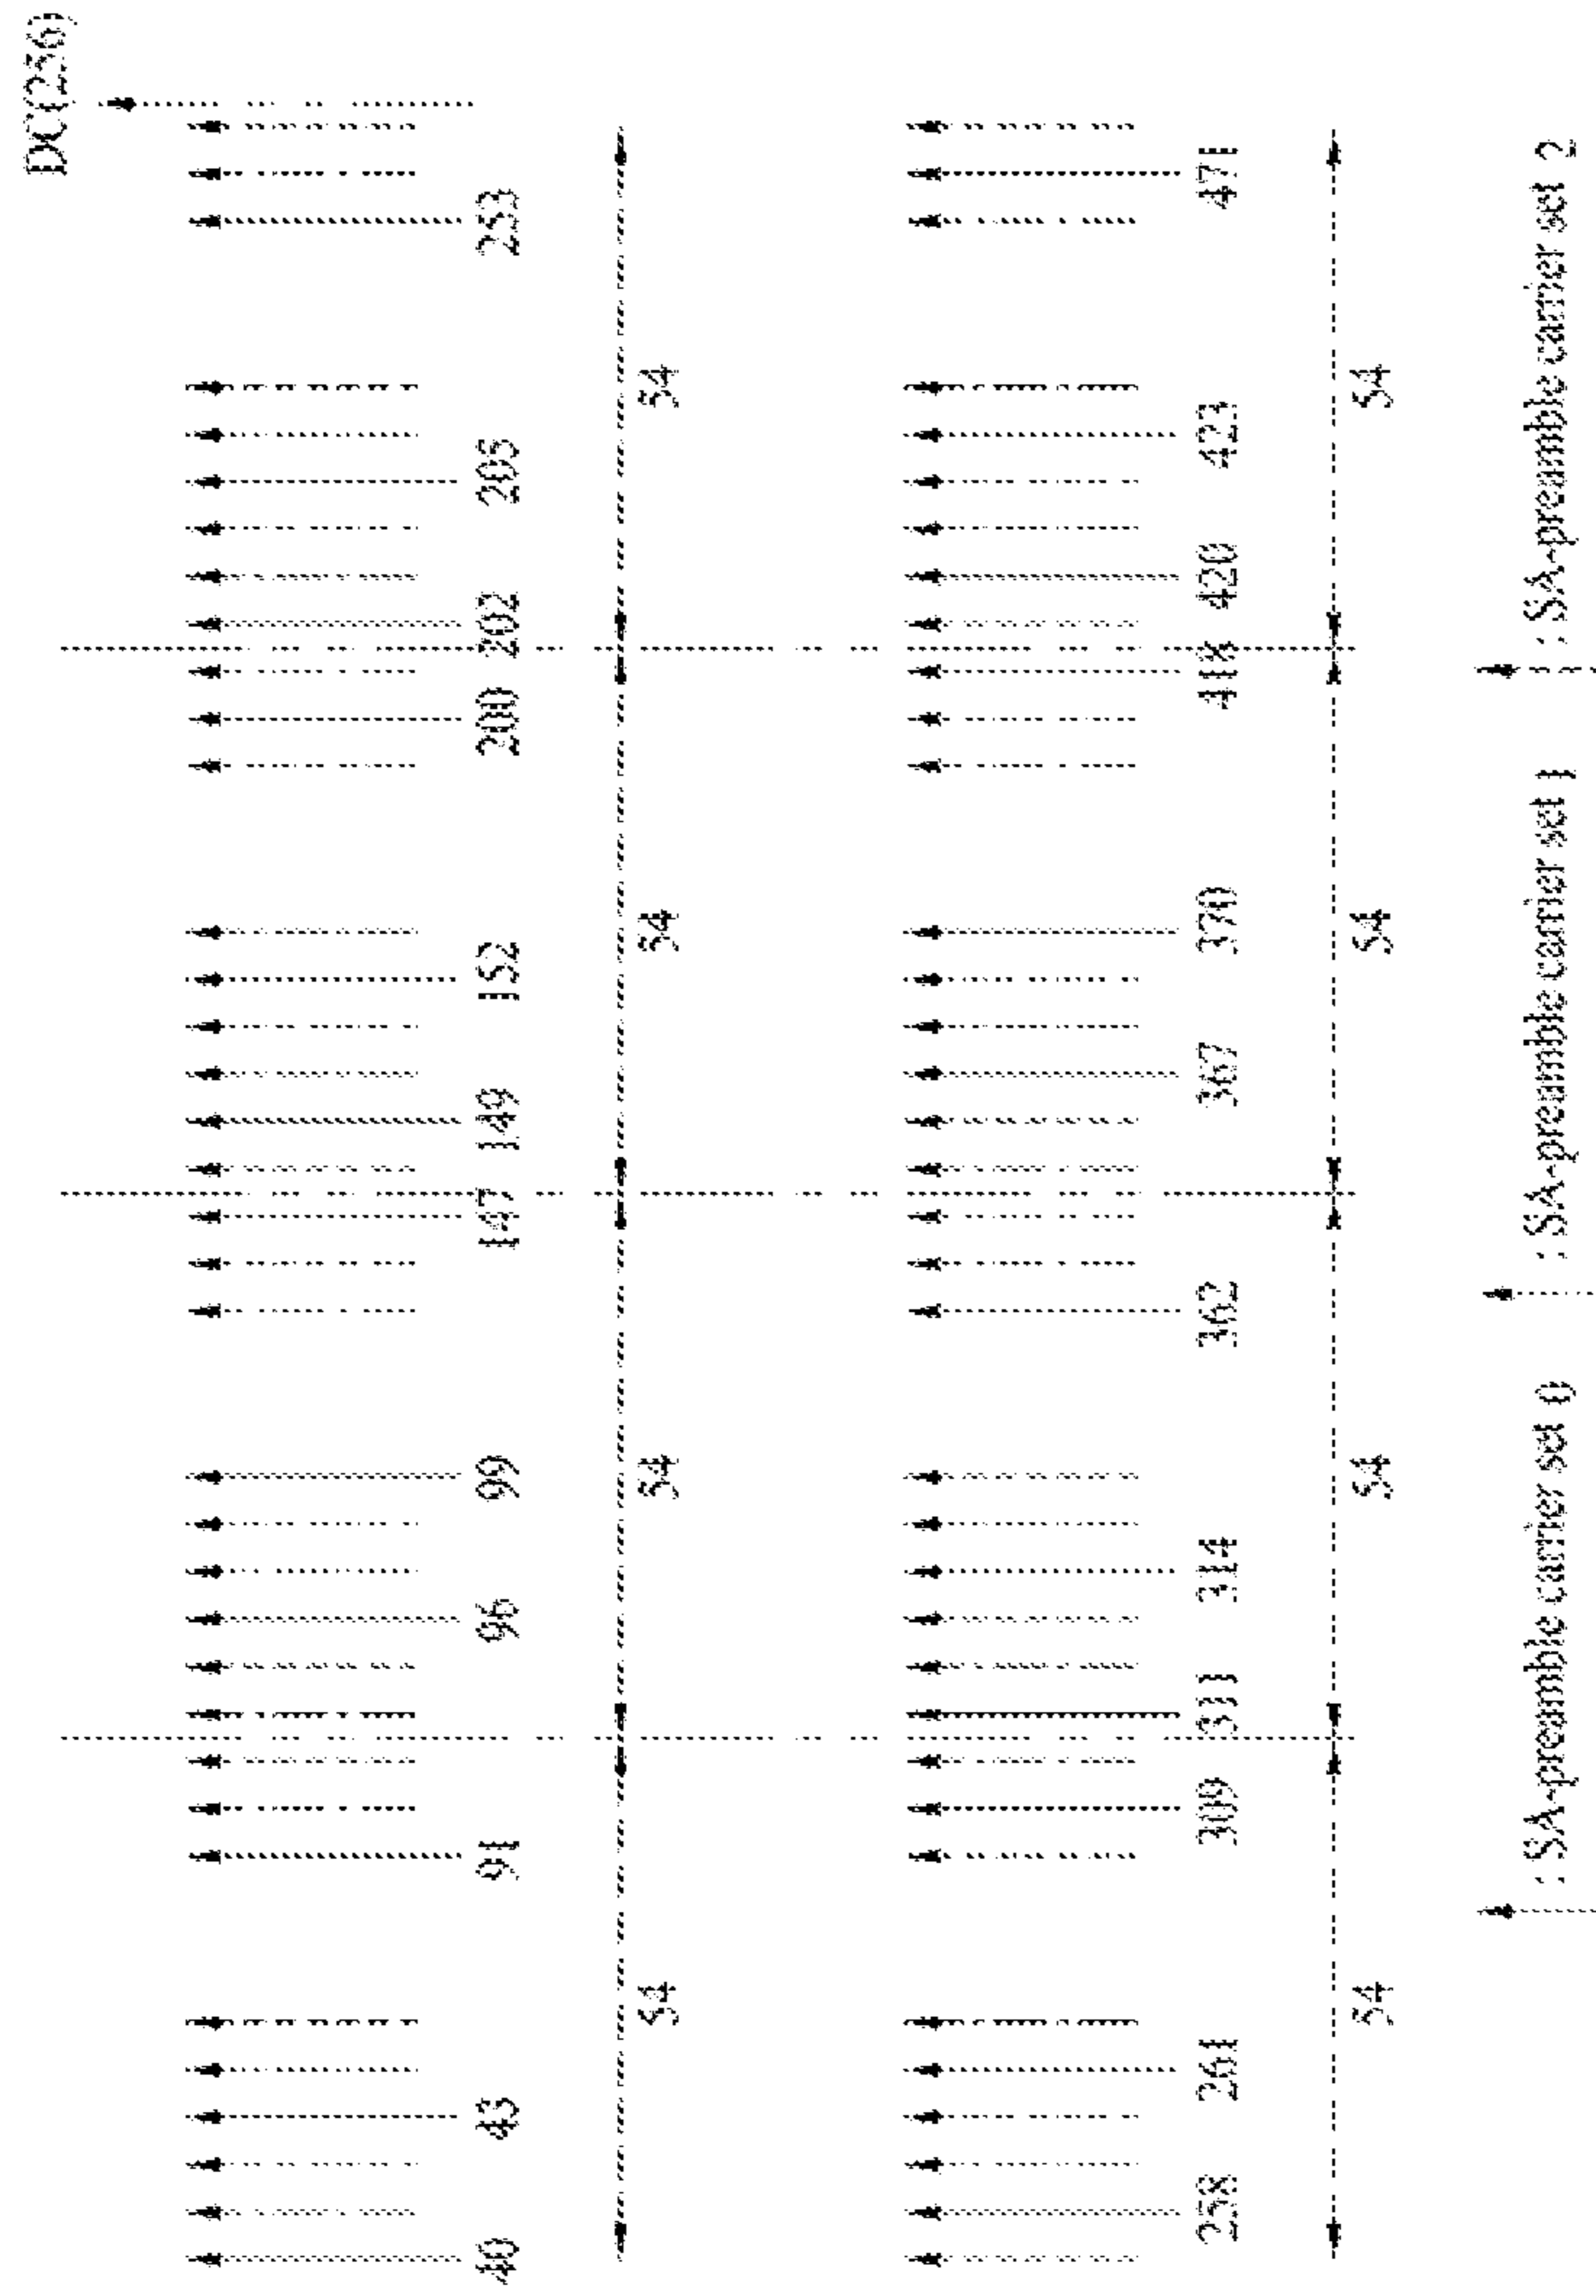 DC(256)
40 43 91 96 99 147 149 152 200 202 205 253
54 54 54 54
258 261 309 311 314 362 367 370 418 420 423 471
54 54 54 54
: SA-preamble carrier set 0 : SA-preamble carrier set 1 : SA-preamble carrier set 2